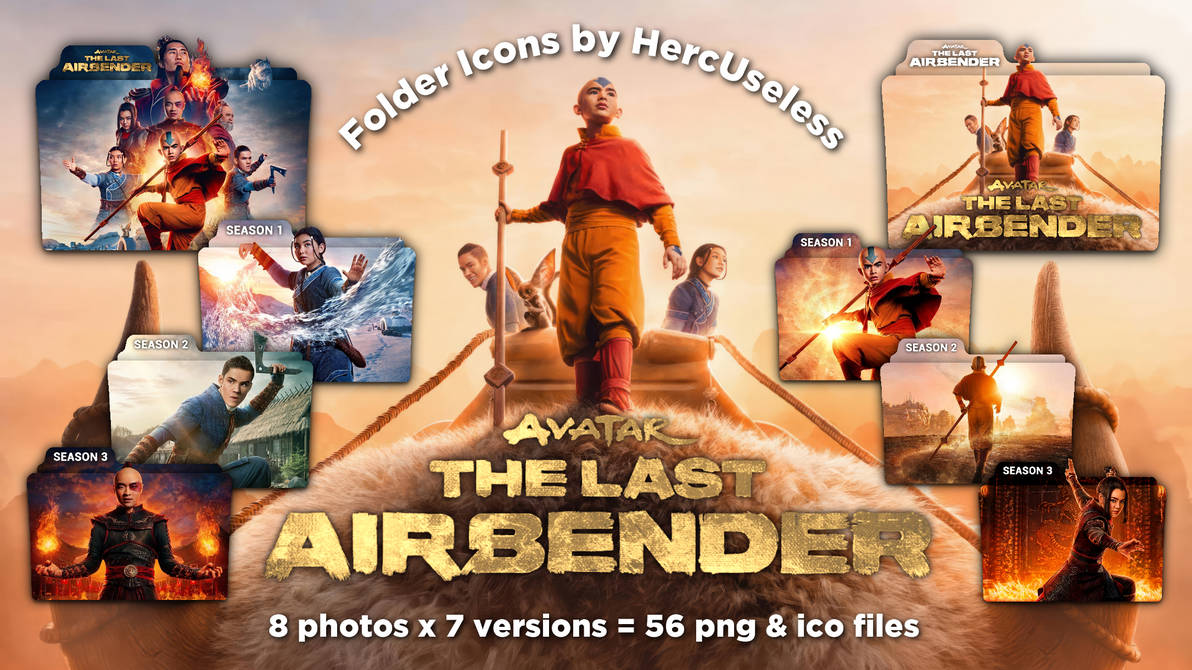 Folder Icons by HercUseless
AVATAR
THE LAST
AIRBENDER
SEASON 1
SEASON 2
SEASON 3
AVATAR
THE LAST
AIRBENDER
AVATAR
THE LAST
AIRBENDER
SEASON 1
SEASON 2
SEASON 3
AVATAR
THE LAST
AIRBENDER
8 photos x 7 versions = 56 png & ico files